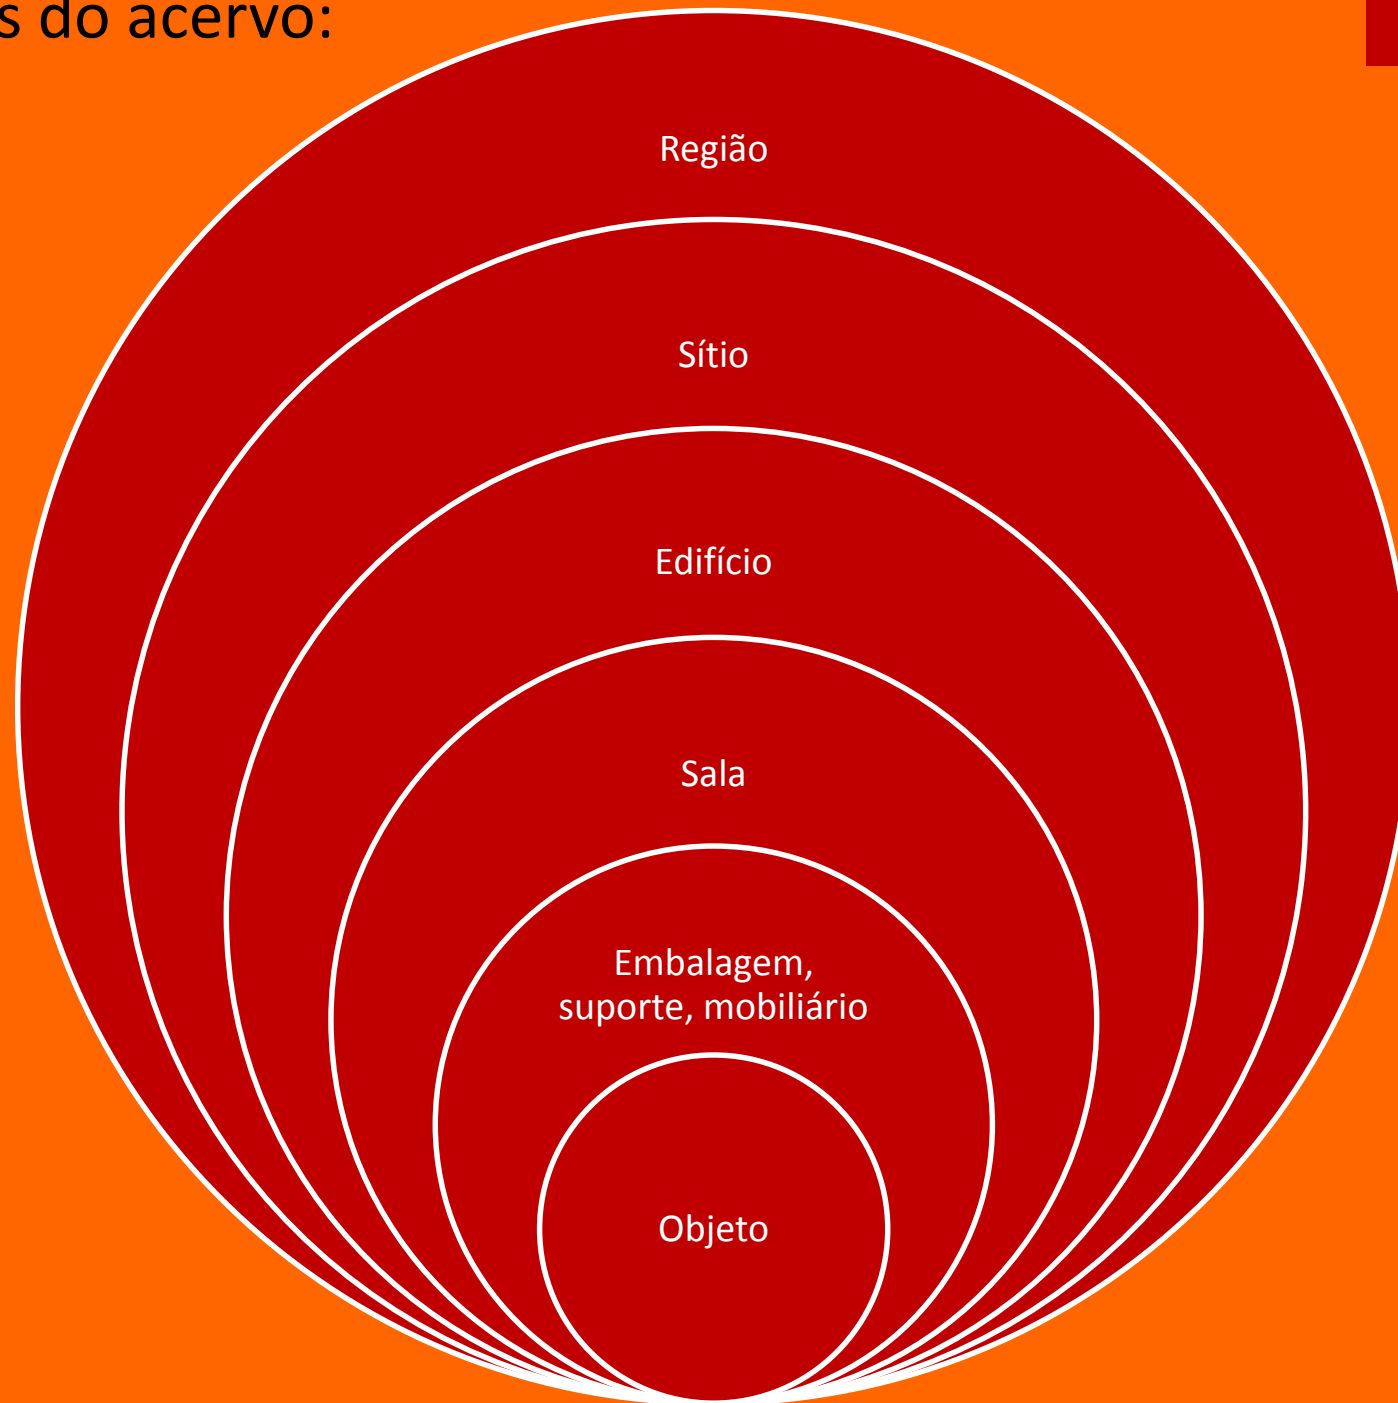 s do acervo:
Região
Sítio
Edifício
Sala
Embalagem,
suporte, mobiliário
Objeto